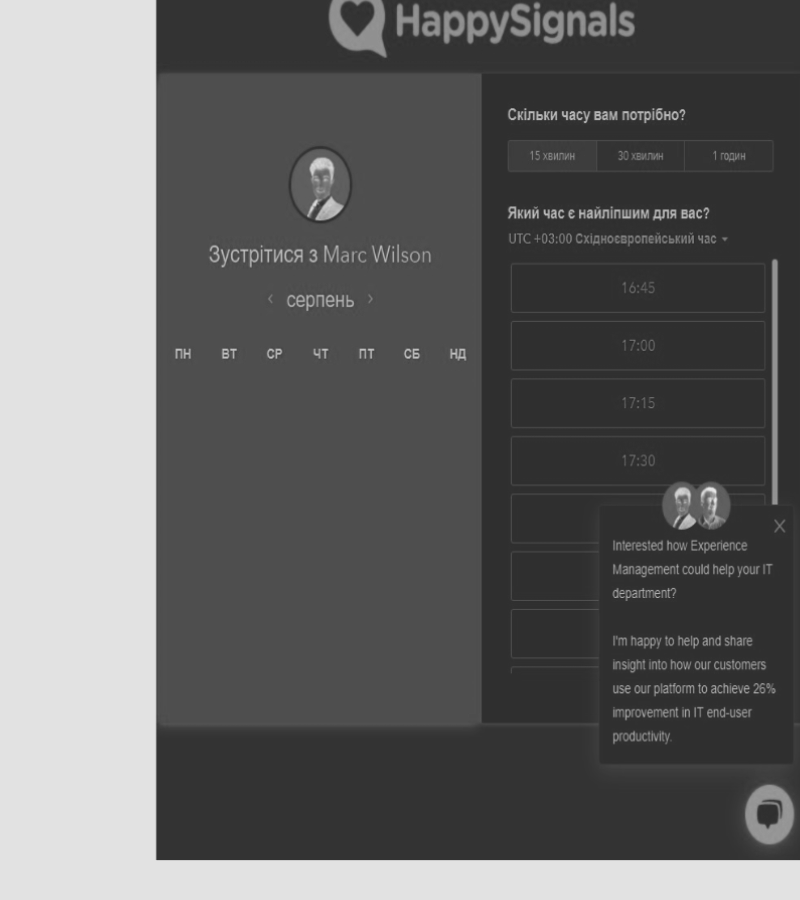 HappySignals
Зустрітися з Marc Wilson
серпень
ПН ВТ СР ЧТ ПТ СБ НД
Скільки часу вам потрібно?
15 хвилин 30 хвилин 1 годин
Який час є найліпшим для вас?
UTC +03:00 Східноєвропейський час
16:45
17:00
17:15
17:30
Interested how Experience
Management could help your IT
department?
I'm happy to help and share
insight into how our customers
use our platform to achieve 26%
improvement in IT end-user
productivity.